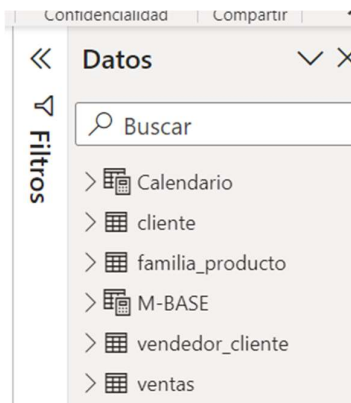 Confidencialidad Compartir
Datos
Filtros
Buscar
Calendario
cliente
familia_producto
M-BASE
vendedor_cliente
ventas